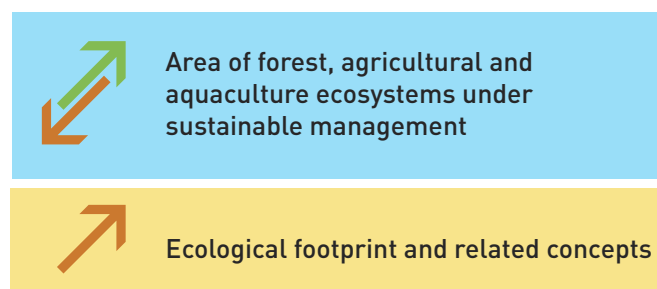 Area of forest, agricultural and
aquaculture ecosystems under
sustainable management
Ecological footprint and related concepts